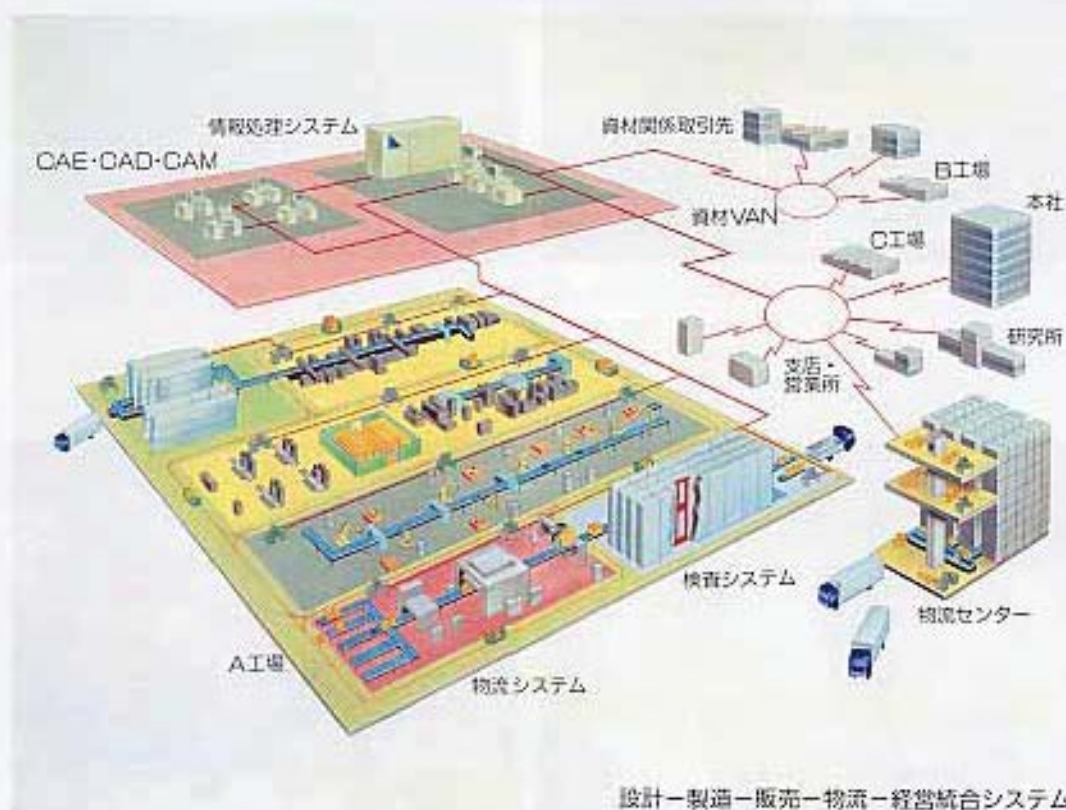 情報処理システム
CAE・CAD・CAM
資材関係取引先
B工場
資材VAN
本社
C工場
研究所
支店・
営業所
検査システム
物流センター
A工場
物流システム
設計－製造－販売－物流－経営統合システム